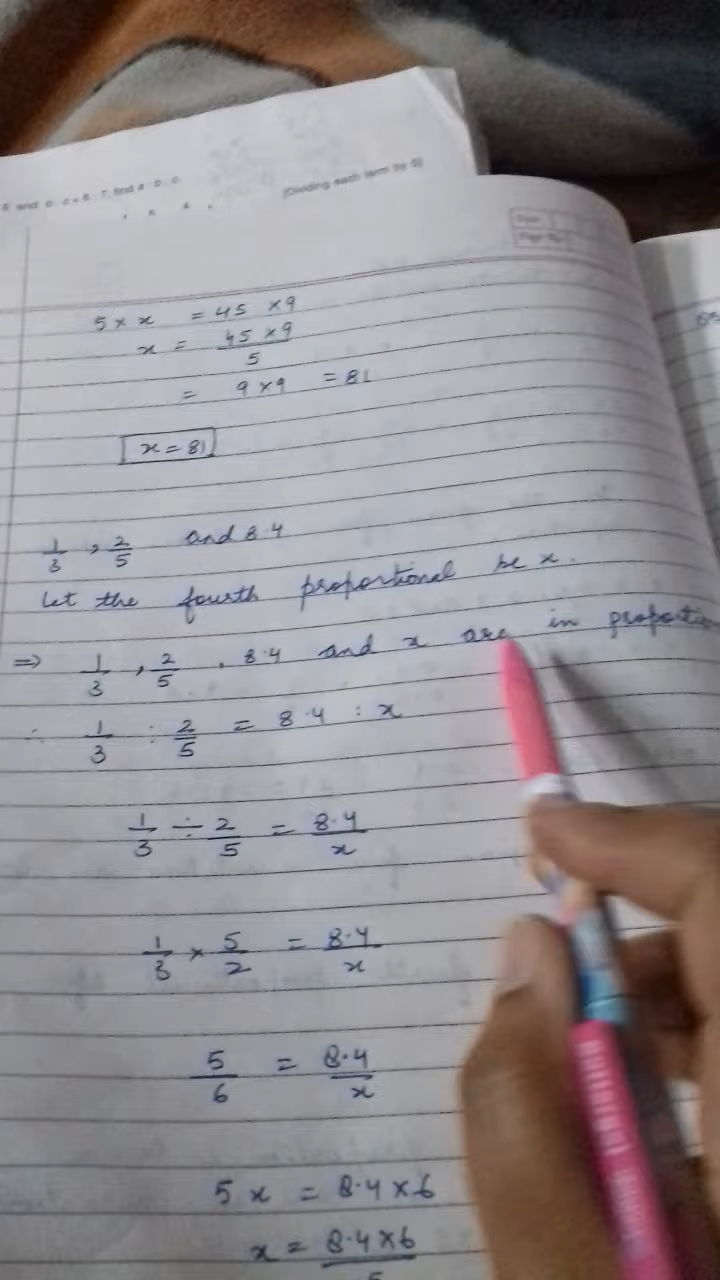 [Dividing each term by 5]
5 × x = 45 × 9
x = 45 × 9 / 5
= 9 × 9 = 81
x = 81
1/3 , 2/5 and 8.4
Let the fourth proportional be x.
⇒ 1/3 , 2/5 , 8.4 and x are in proportion
∴ 1/3 : 2/5 = 8.4 : x
1/3 ÷ 2/5 = 8.4/x
1/3 × 5/2 = 8.4/x
5/6 = 8.4/x
5x = 8.4 × 6
x = 8.4 × 6 / 5